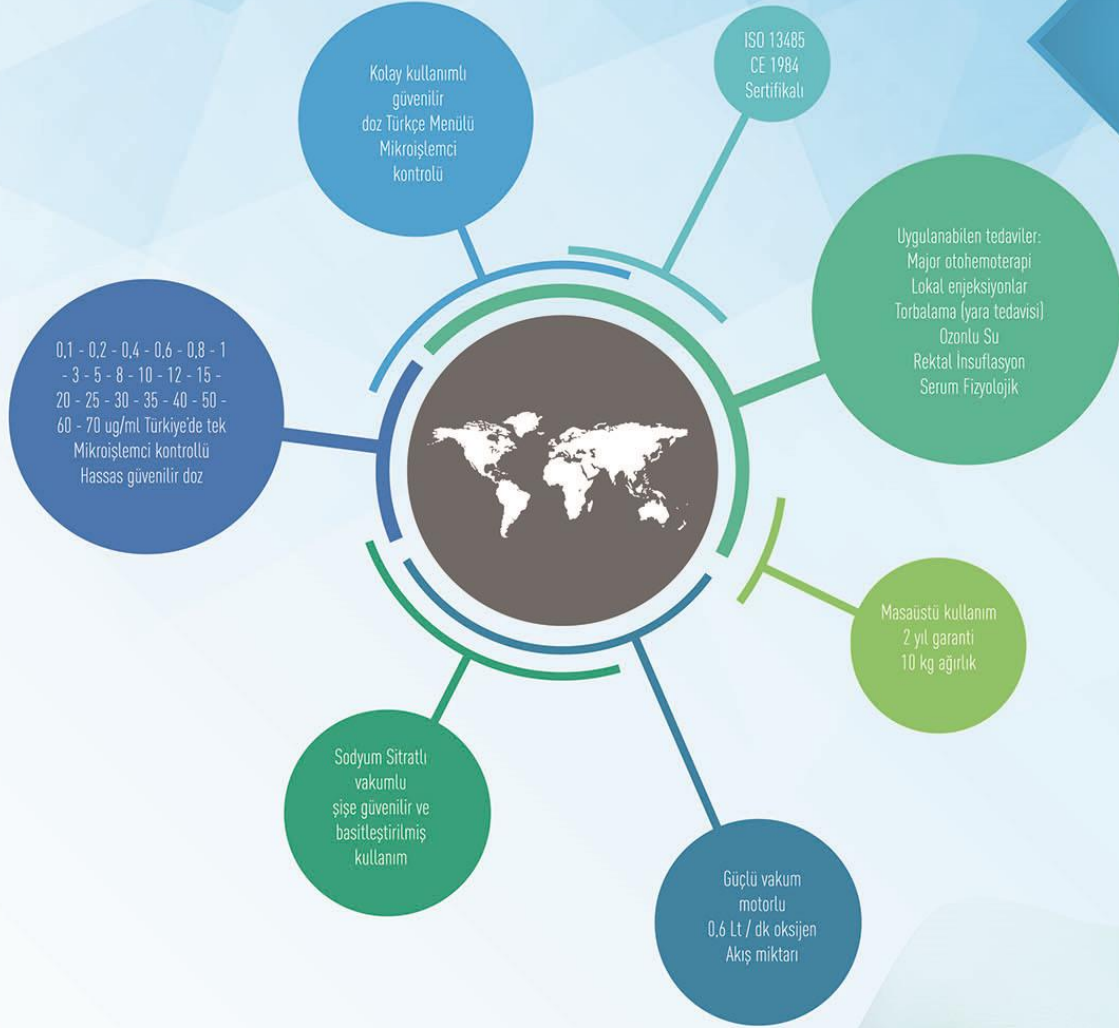 ISO 13485
CE 1984
Sertifikalı
Kolay kullanımlı
güvenilir
doz Türkçe Menülü
Mikroişlemci
kontrolü
Uygulanabilen tedaviler:
Major otohemoterapi
Lokal enjeksiyonlar
Torbalama (yara tedavisi)
Ozonlu Su
Rektal İnsuflasyon
Serum Fizyolojik
0,1 - 0,2 - 0,4 - 0,6 - 0,8 - 1
- 3 - 5 - 8 - 10 - 12 - 15 -
20 - 25 - 30 - 35 - 40 - 50 -
60 - 70 ug/ml Türkiye'de tek
Mikroişlemci kontrollü
Hassas güvenilir doz
Masaüstü kullanım
2 yıl garanti
10 kg ağırlık
Sodyum Sitratlı
vakumlu
şişe güvenilir ve
basitleştirilmiş
kullanım
Güçlü vakum
motorlu
0,6 Lt / dk oksijen
Akış miktarı